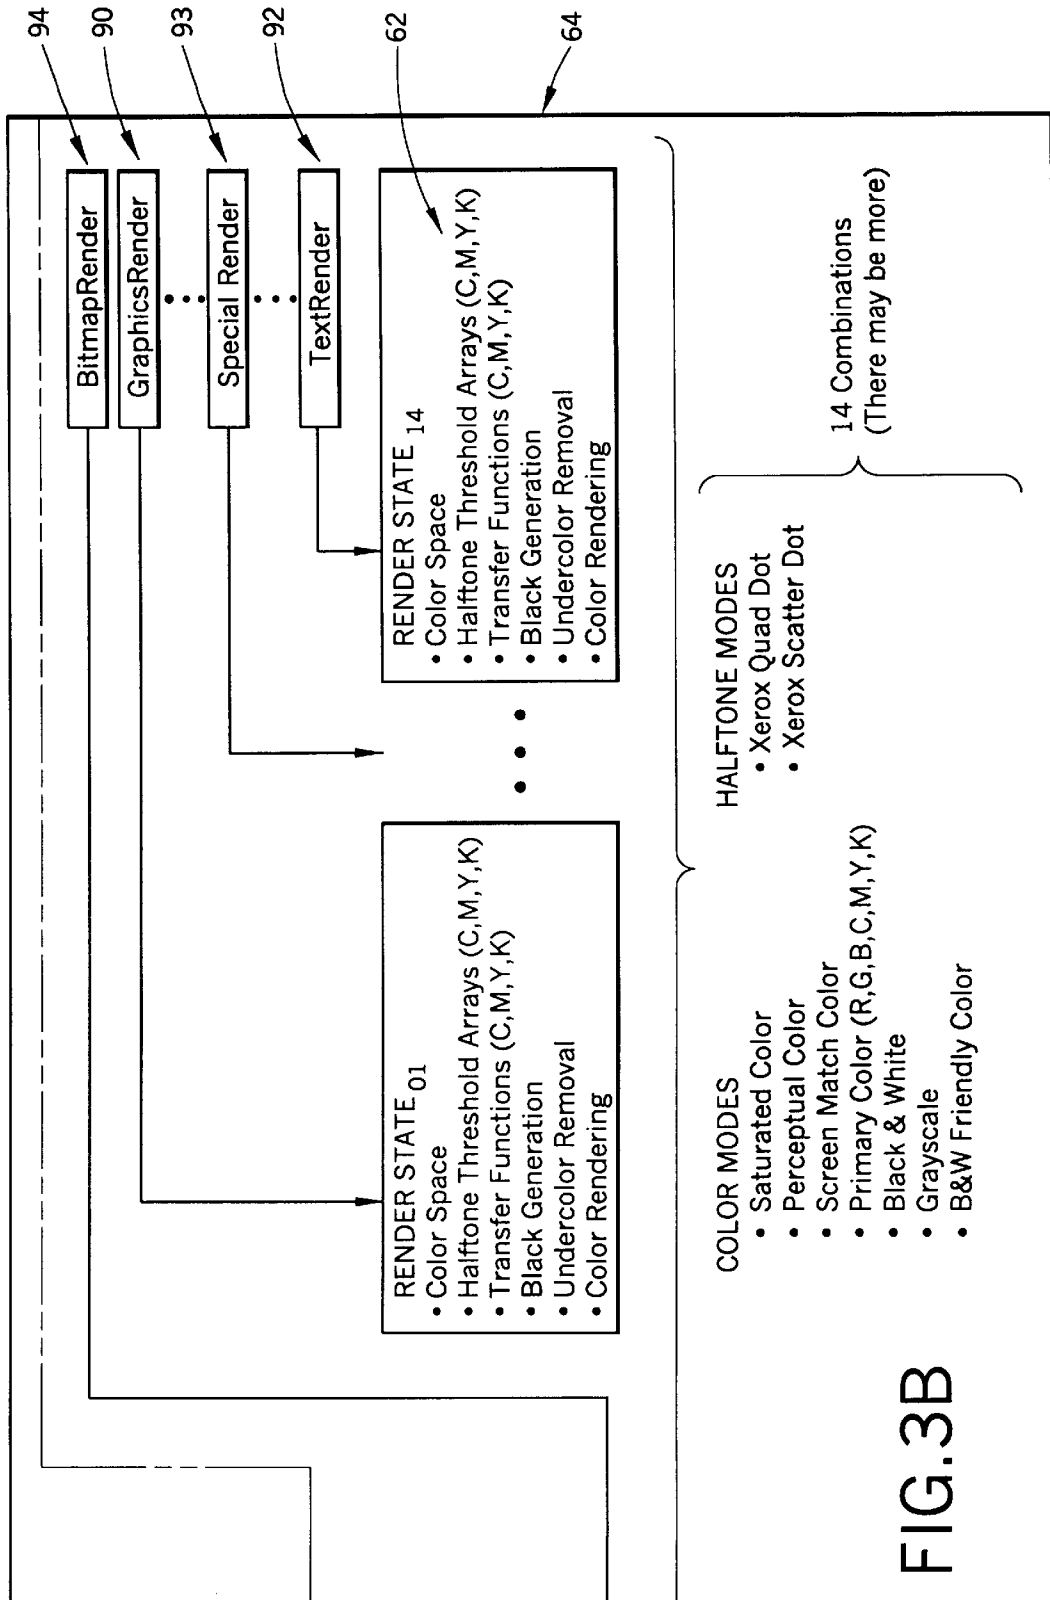 94
90
93
92
62
64
BitmapRender
GraphicsRender
Special Render
TextRender
RENDER STATE 01
• Color Space
• Halftone Threshold Arrays (C,M,Y,K)
• Transfer Functions (C,M,Y,K)
• Black Generation
• Undercolor Removal
• Color Rendering
• • •
RENDER STATE 14
• Color Space
• Halftone Threshold Arrays (C,M,Y,K)
• Transfer Functions (C,M,Y,K)
• Black Generation
• Undercolor Removal
• Color Rendering
COLOR MODES
• Saturated Color
• Perceptual Color
• Screen Match Color
• Primary Color (R,G,B,C,M,Y,K)
• Black & White
• Grayscale
• B&W Friendly Color
HALFTONE MODES
• Xerox Quad Dot
• Xerox Scatter Dot
14 Combinations
(There may be more)
FIG.3B